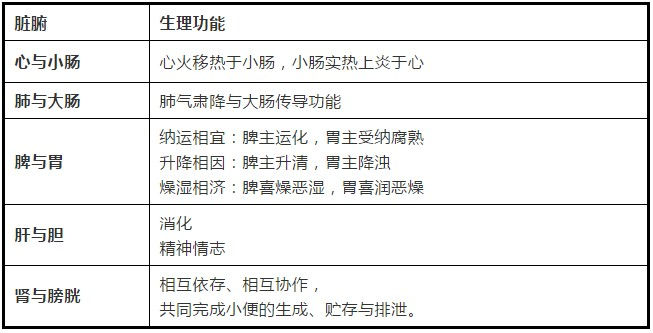 脏腑 生理功能
心与小肠 心火移热于小肠，小肠实热上炎于心
肺与大肠 肺气肃降与大肠传导功能
脾与胃 纳运相宜：脾主运化，胃主受纳腐熟
升降相因：脾主升清，胃主降浊
燥湿相济：脾喜燥恶湿，胃喜润恶燥
肝与胆 消化
精神情志
肾与膀胱 相互依存、相互协作，
共同完成小便的生成、贮存与排泄。